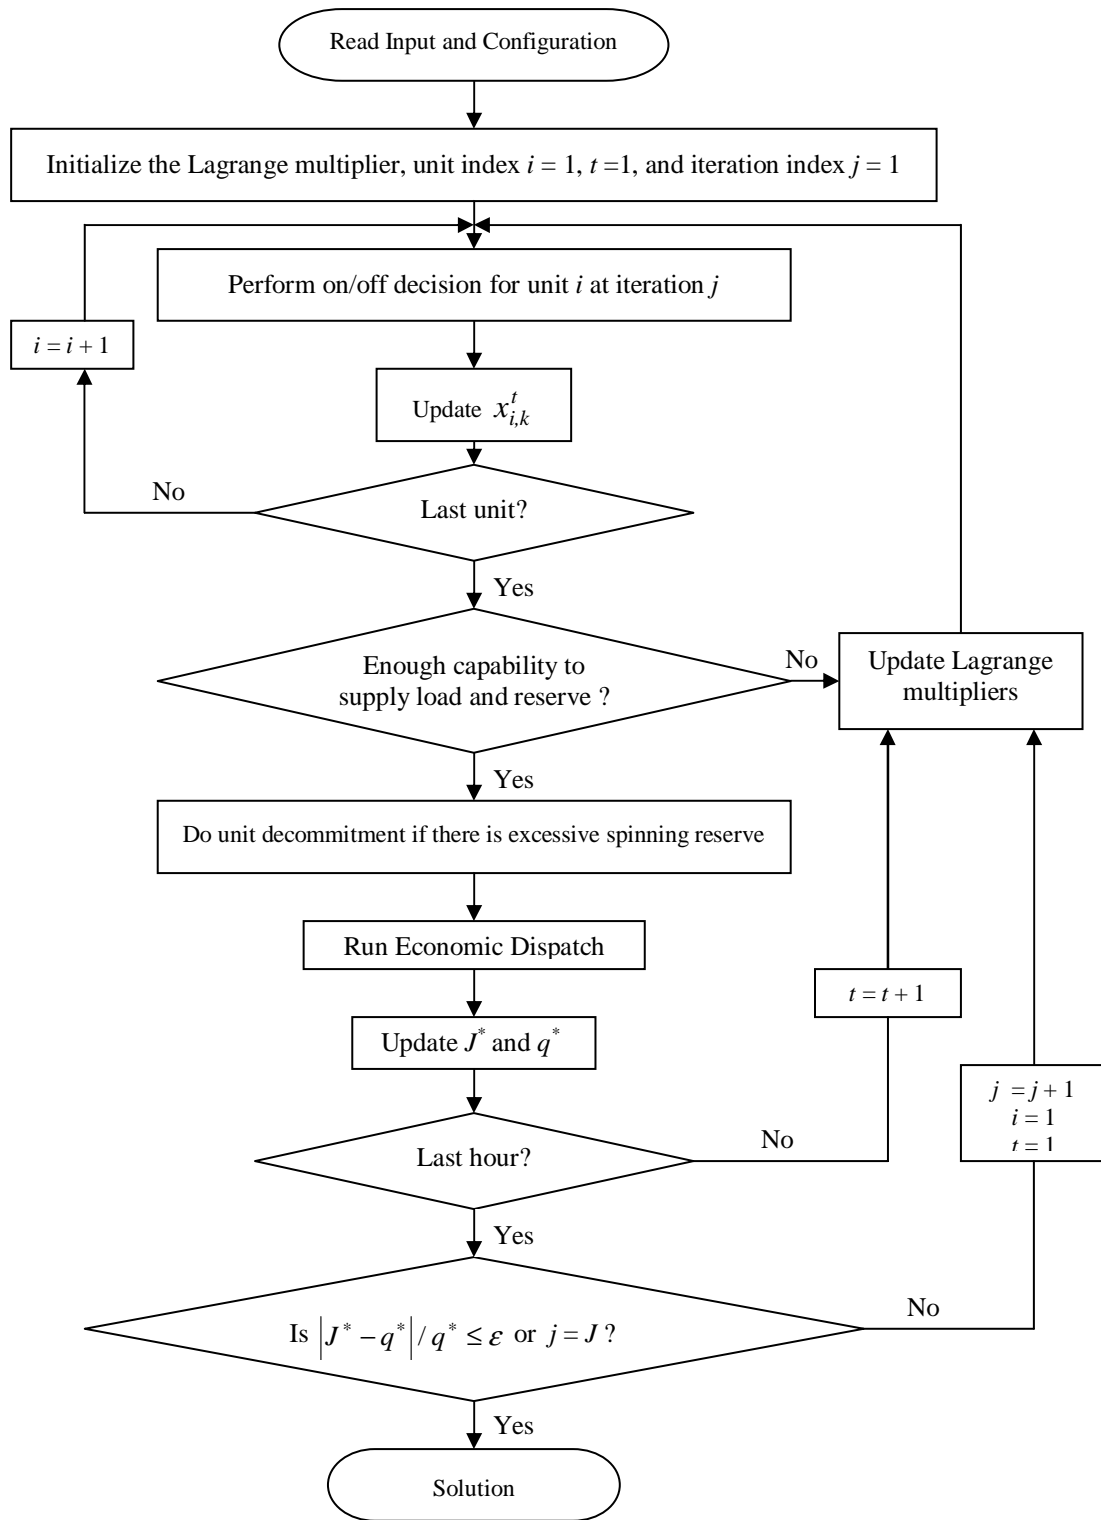 Read Input and Configuration
Initialize the Lagrange multiplier, unit index i = 1, t =1, and iteration index j = 1
Perform on/off decision for unit i at iteration j
i = i + 1
Update x_{i,k}^{t}
No
Last unit?
Yes
Enough capability to
supply load and reserve ?
No
Update Lagrange
multipliers
Yes
Do unit decommitment if there is excessive spinning reserve
Run Economic Dispatch
t = t + 1
Update J* and q*
j = j + 1
i = 1
t = 1
Last hour?
No
Yes
Is |J* − q*| / q* ≤ ε or j = J ?
No
Yes
Solution